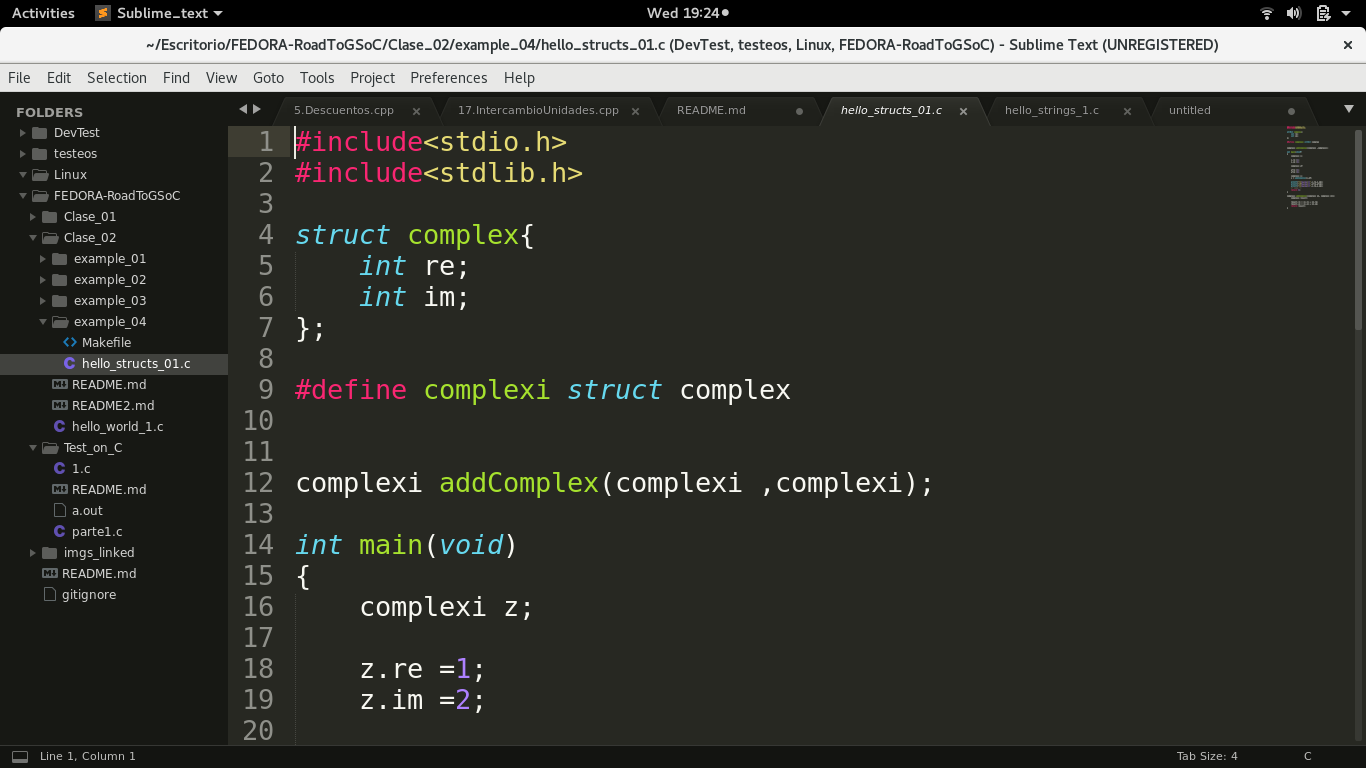 Activities Sublime_text Wed 19:24
~/Escritorio/FEDORA-RoadToGSoC/Clase_02/example_04/hello_structs_01.c (DevTest, testeos, Linux, FEDORA-RoadToGSoC) - Sublime Text (UNREGISTERED)
File Edit Selection Find View Goto Tools Project Preferences Help
5.Descuentos.cpp 17.IntercambioUnidades.cpp README.md hello_structs_01.c hello_strings_1.c untitled
FOLDERS
DevTest
testeos
Linux
FEDORA-RoadToGSoC
Clase_01
Clase_02
example_01
example_02
example_03
example_04
Makefile
hello_structs_01.c
README.md
README2.md
hello_world_1.c
Test_on_C
1.c
README.md
a.out
parte1.c
imgs_linked
README.md
gitignore
1 #include<stdio.h>
2 #include<stdlib.h>
3
4 struct complex{
5     int re;
6     int im;
7 };
8
9 #define complexi struct complex
10
11
12 complexi addComplex(complexi ,complexi);
13
14 int main(void)
15 {
16     complexi z;
17
18     z.re =1;
19     z.im =2;
20
Line 1, Column 1 Tab Size: 4 C